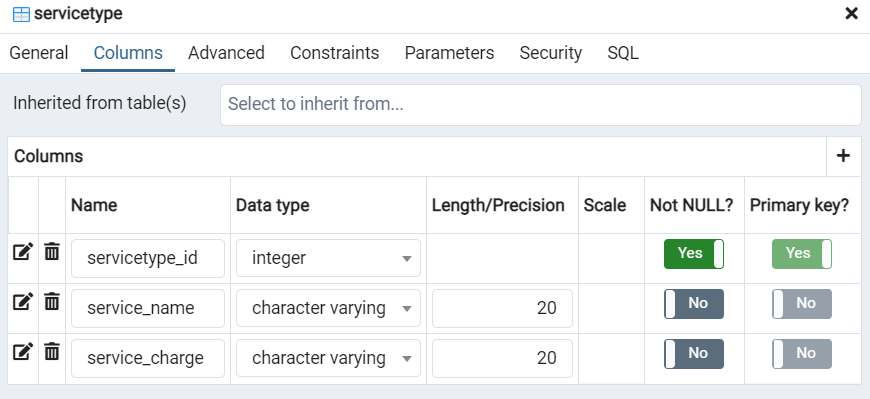 servicetype
General Columns Advanced Constraints Parameters Security SQL
Inherited from table(s) Select to inherit from...
Columns
Name Data type Length/Precision Scale Not NULL? Primary key?
servicetype_id integer Yes Yes
service_name character varying 20 No No
service_charge character varying 20 No No